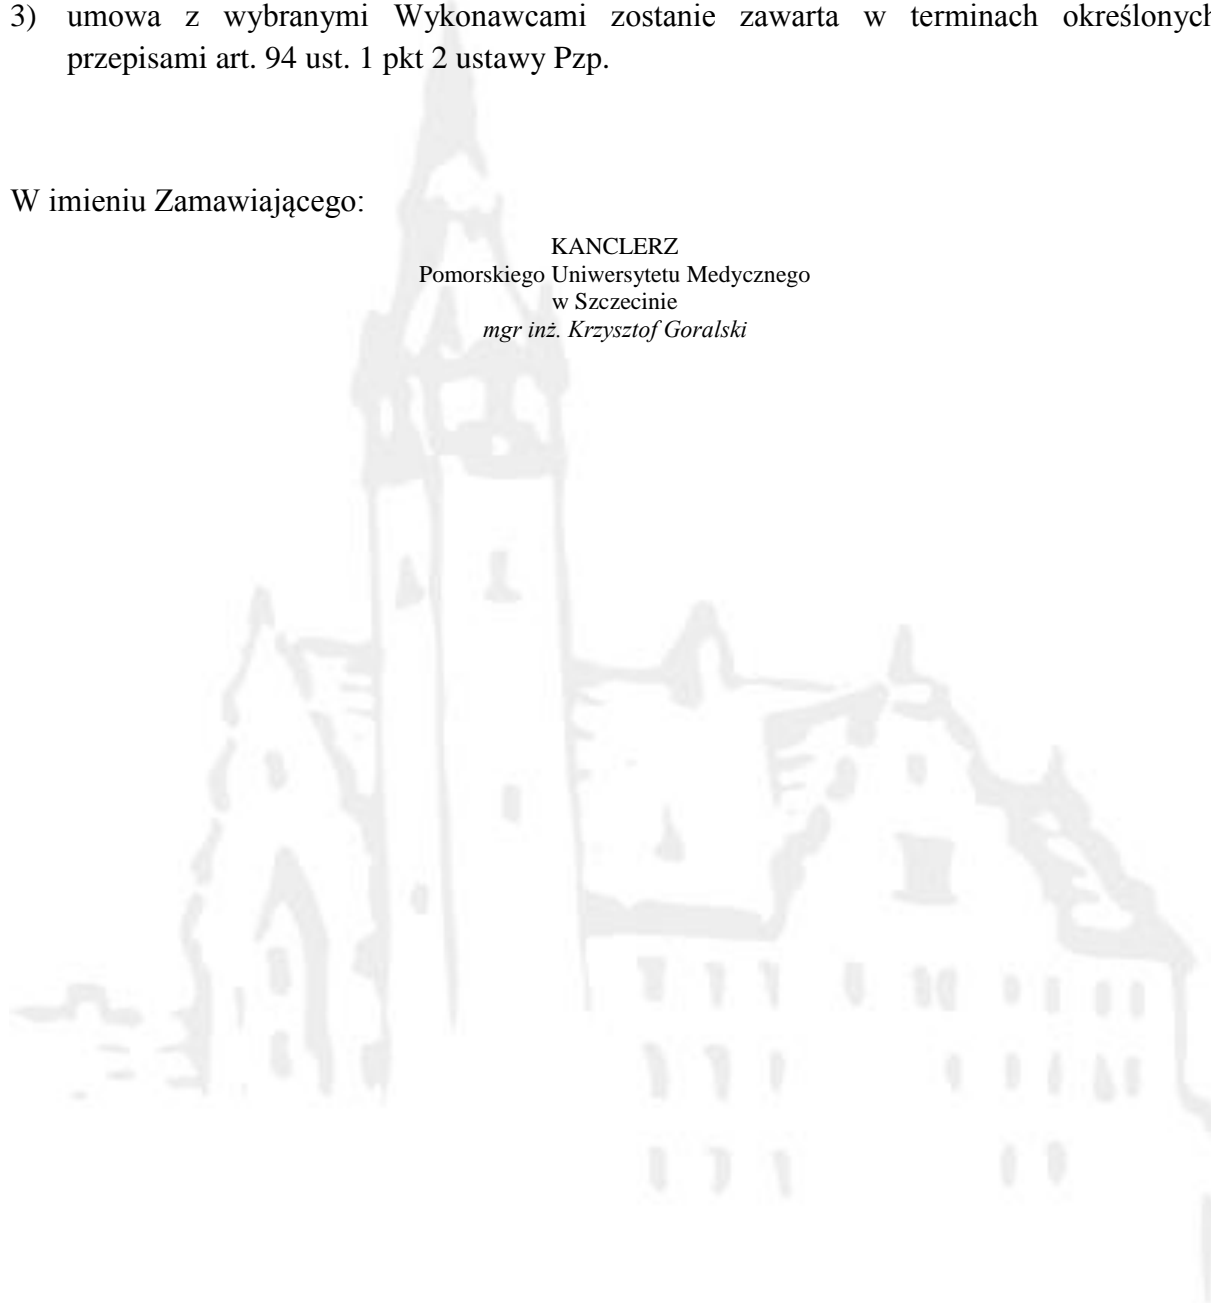 3) umowa z wybranymi Wykonawcami zostanie zawarta w terminach określonych
przepisami art. 94 ust. 1 pkt 2 ustawy Pzp.
W imieniu Zamawiającego:
KANCLERZ
Pomorskiego Uniwersytetu Medycznego
w Szczecinie
mgr inż. Krzysztof Goralski